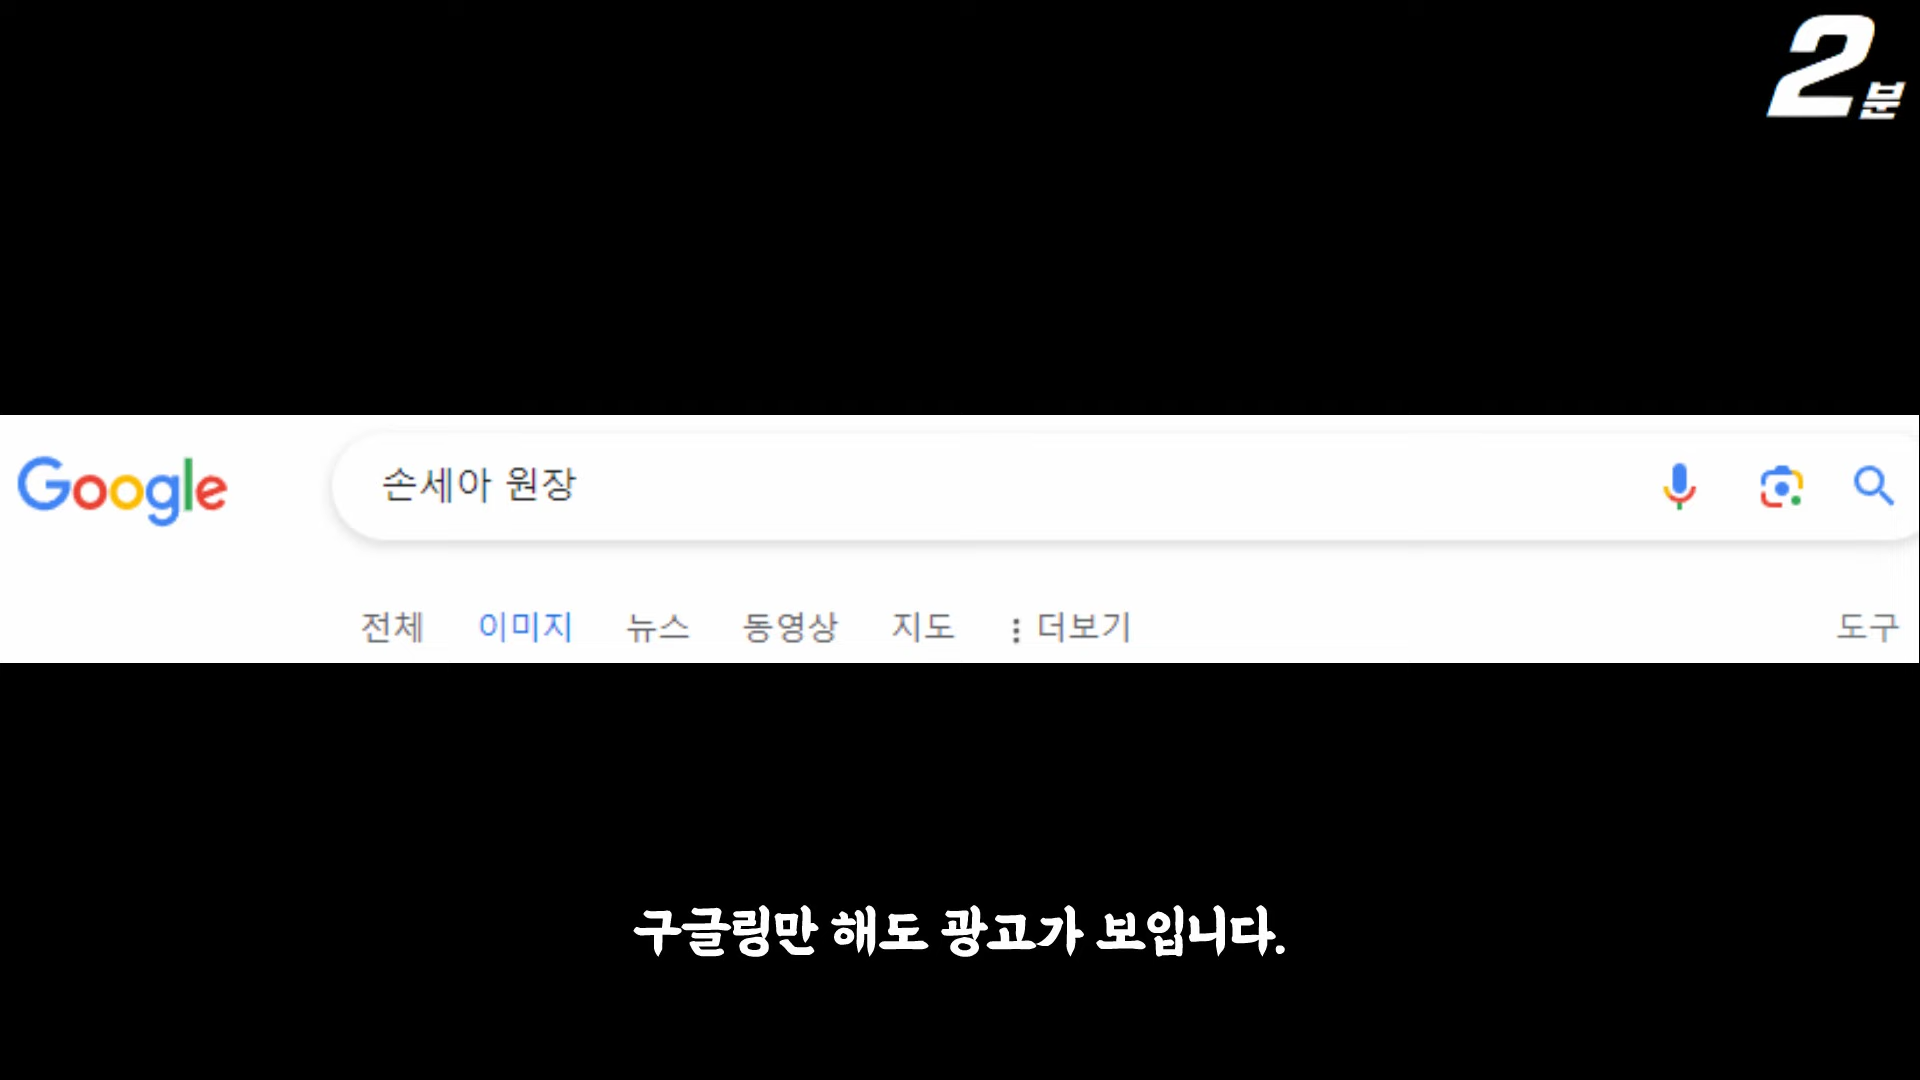 2분
Google
손세아 원장
전체 이미지 뉴스 동영상 지도 더보기 도구
구글링만 해도 광고가 보입니다.